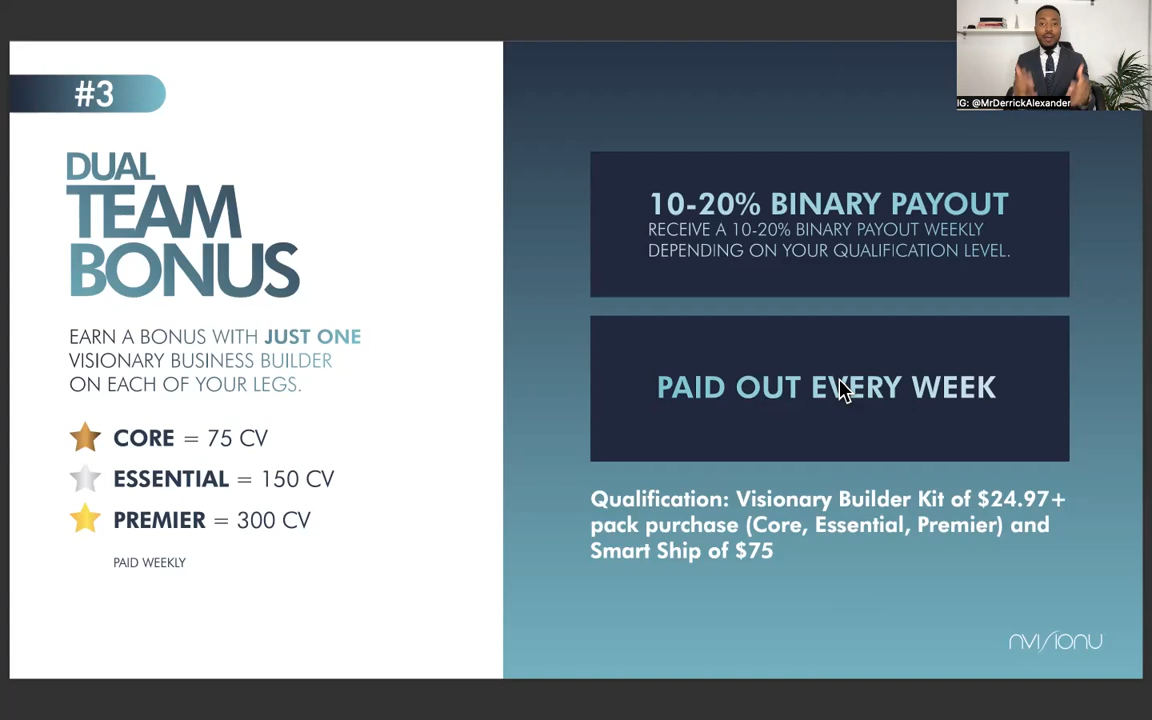 #3
DUAL
TEAM
BONUS
EARN A BONUS WITH JUST ONE
VISIONARY BUSINESS BUILDER
ON EACH OF YOUR LEGS.
CORE = 75 CV
ESSENTIAL = 150 CV
PREMIER = 300 CV
PAID WEEKLY
IG: @MrDerrickAlexander
10-20% BINARY PAYOUT
RECEIVE A 10-20% BINARY PAYOUT WEEKLY
DEPENDING ON YOUR QUALIFICATION LEVEL.
PAID OUT EVERY WEEK
Qualification: Visionary Builder Kit of $24.97+
pack purchase (Core, Essential, Premier) and
Smart Ship of $75
nvisionu